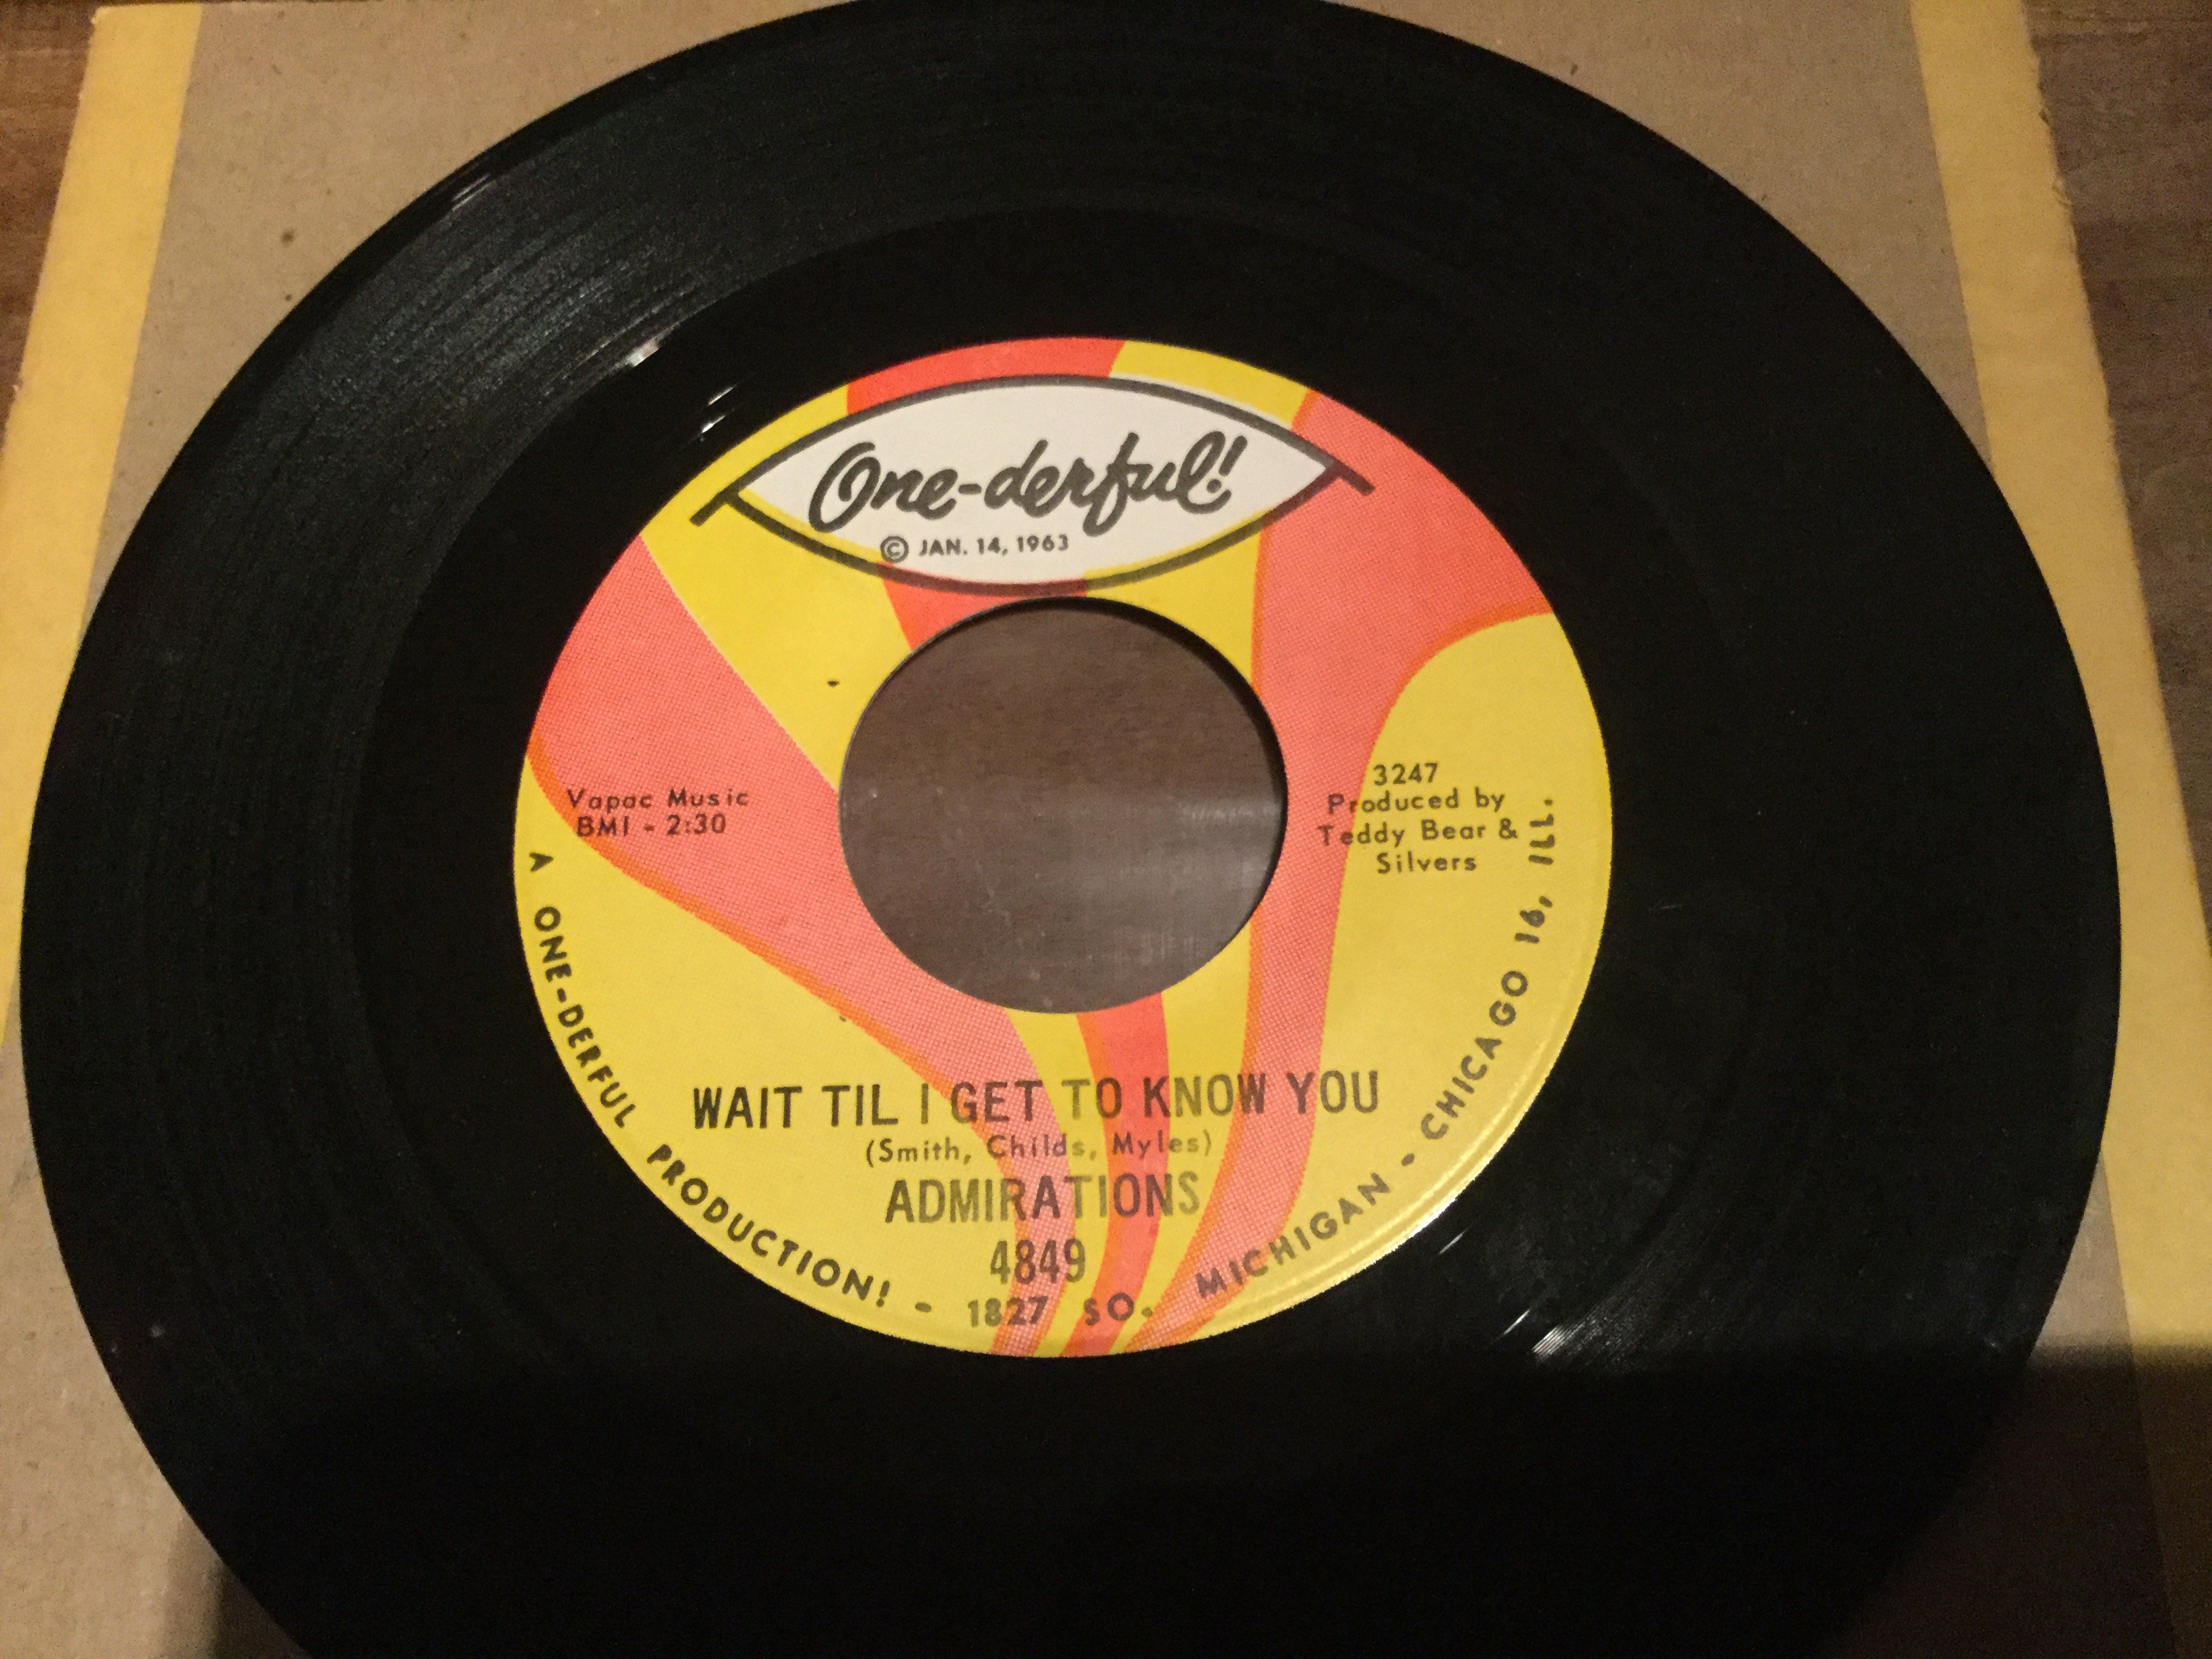 One-derful!
© JAN. 14, 1963
Vapac Music
BMI - 2:30
3247
Produced by
Teddy Bear &
Silvers
WAIT TIL I GET TO KNOW YOU
(Smith, Childs, Myles)
ADMIRATIONS
4849
A ONE-DERFUL PRODUCTION! - 1827 SO. MICHIGAN - CHICAGO 16, ILL.